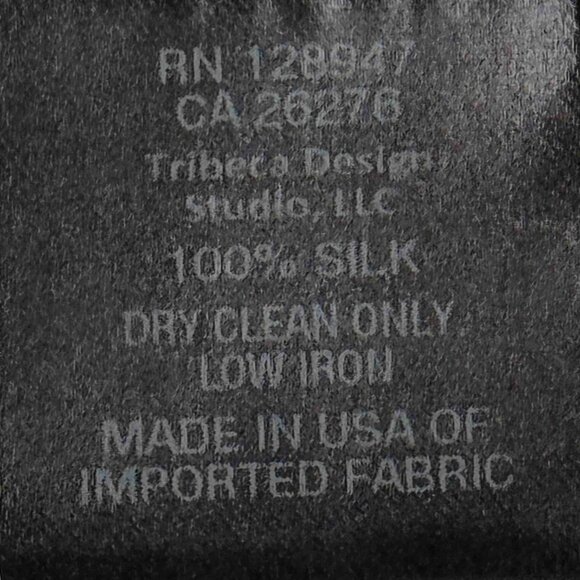 RN 128947
CA 26276
Tribeca Design
Studio, LLC
100% SILK
DRY CLEAN ONLY
LOW IRON
MADE IN USA OF
IMPORTED FABRIC